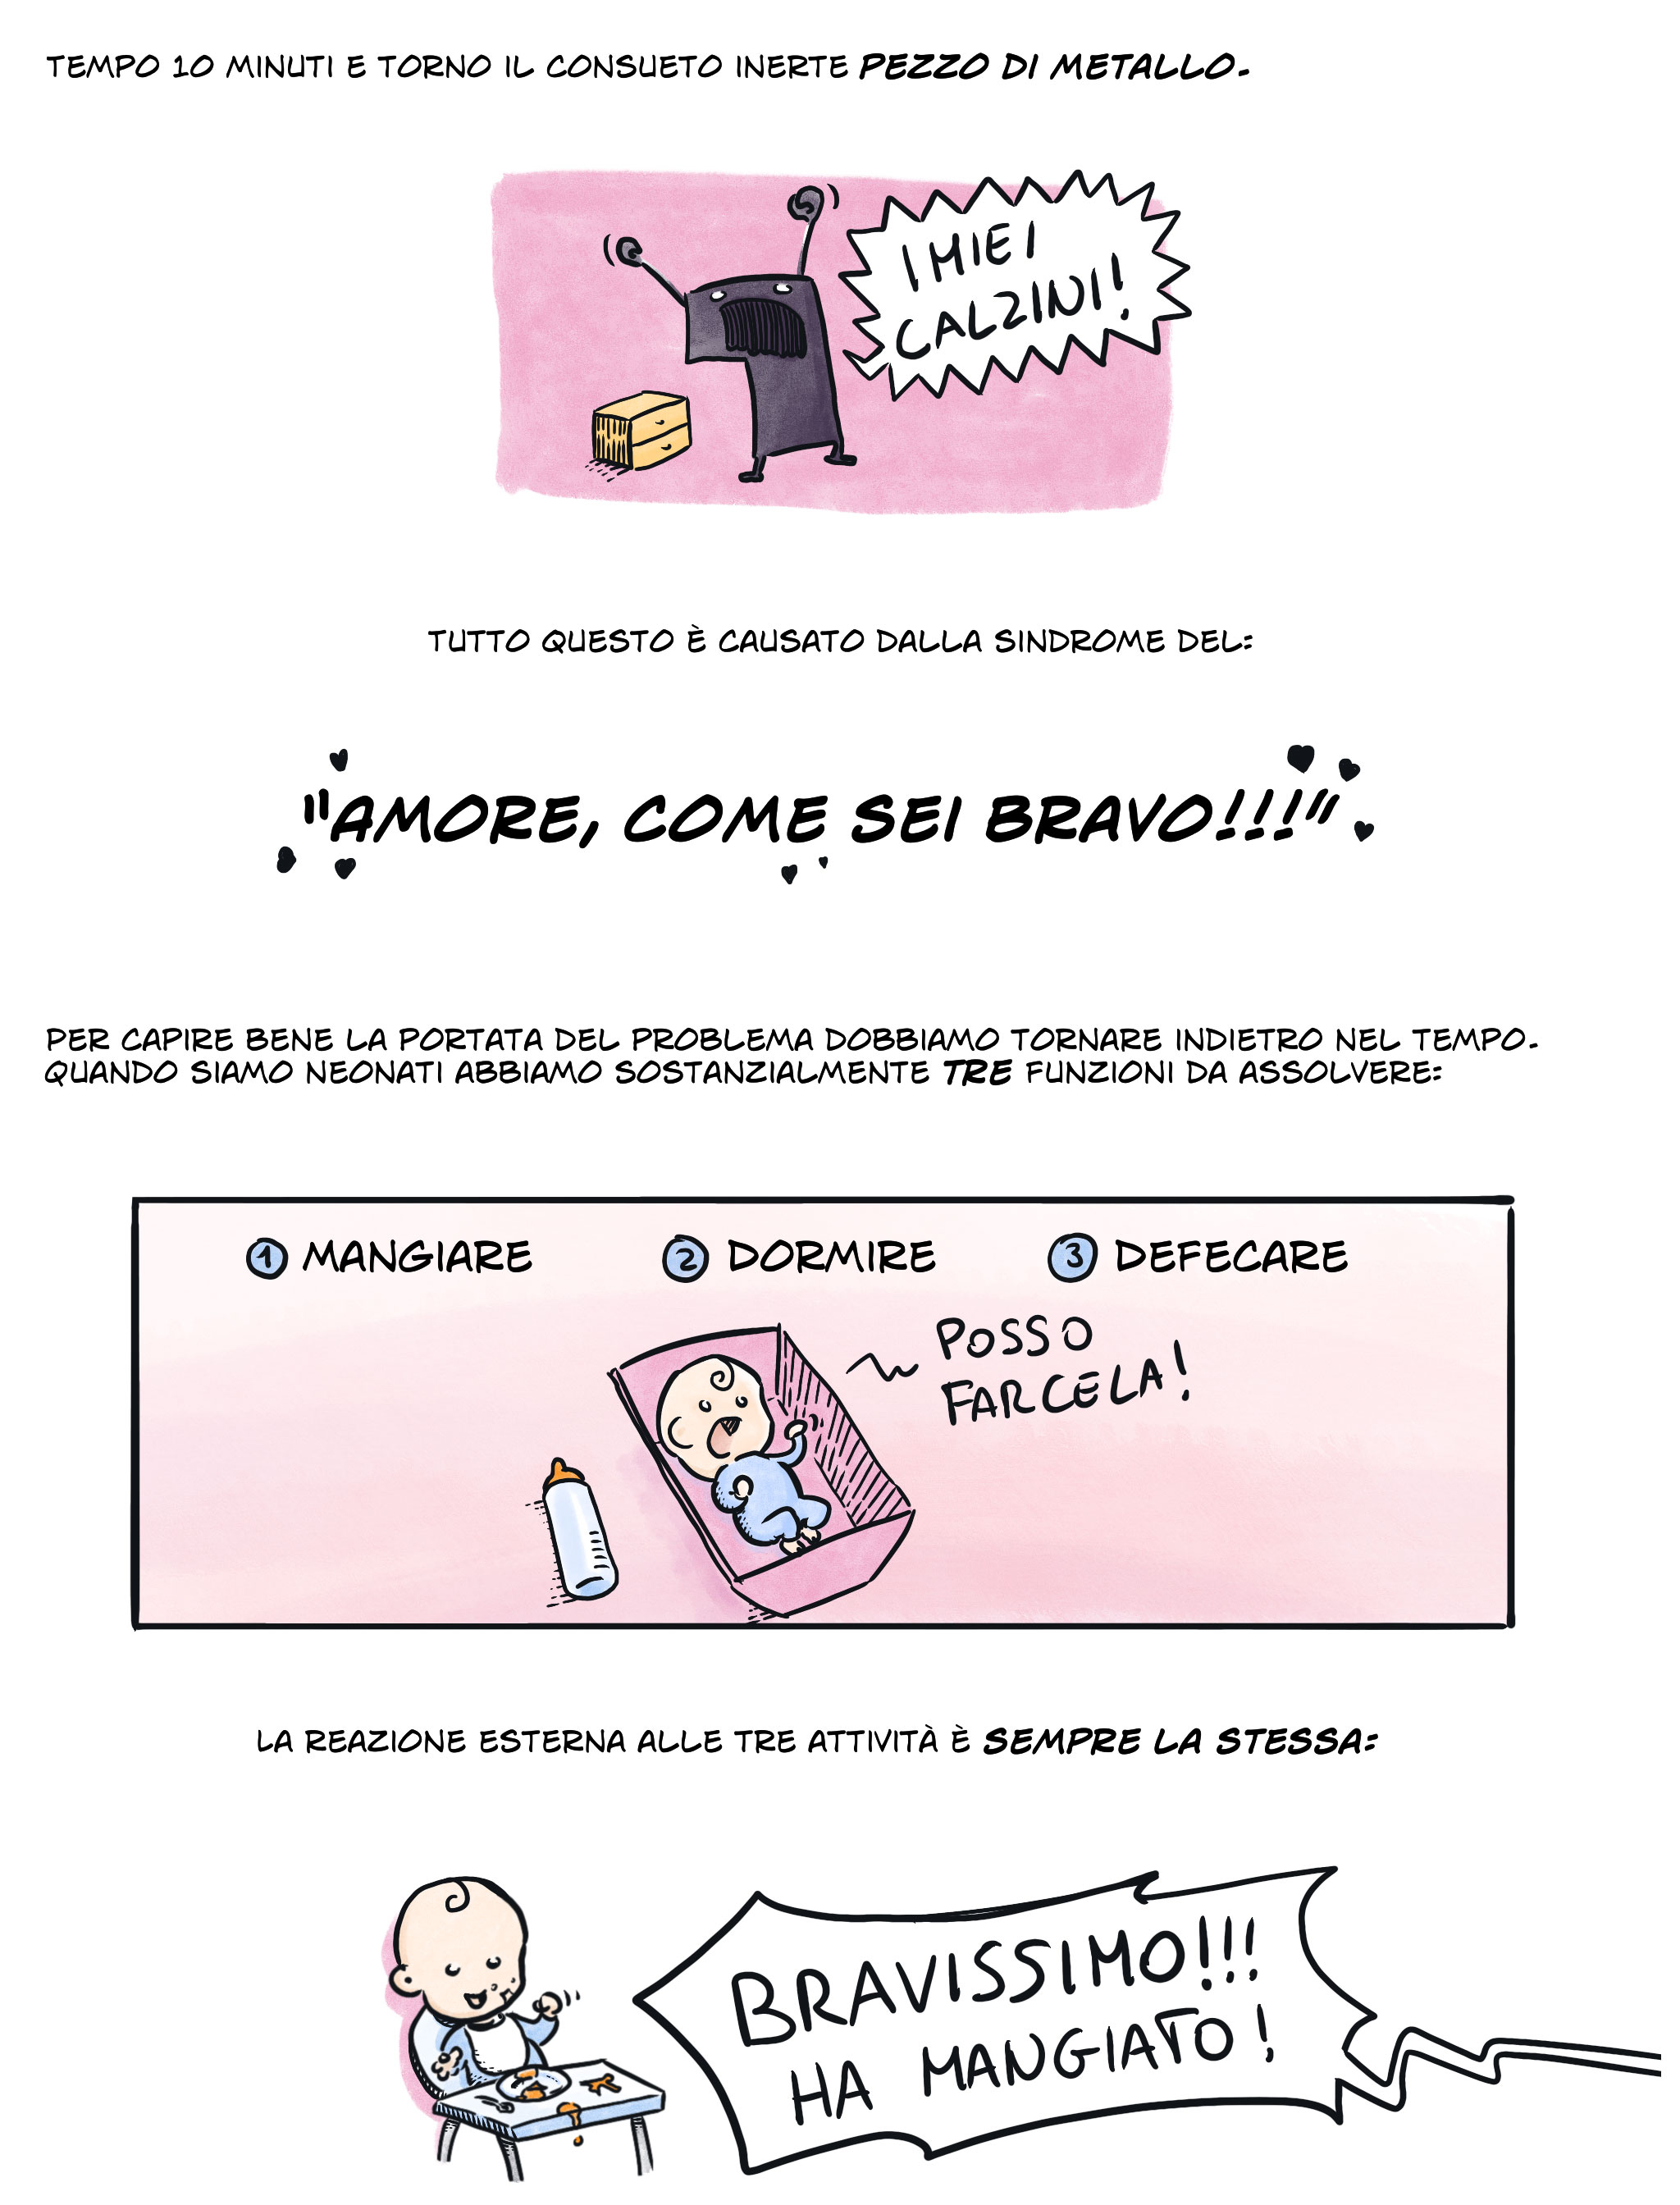 TEMPO 10 MINUTI E TORNO IL CONSUETO INERTE PEZZO DI METALLO.
I MIEI
CALZINI!
TUTTO QUESTO È CAUSATO DALLA SINDROME DEL:
"AMORE, COME SEI BRAVO!!!"
PER CAPIRE BENE LA PORTATA DEL PROBLEMA DOBBIAMO TORNARE INDIETRO NEL TEMPO.
QUANDO SIAMO NEONATI ABBIAMO SOSTANZIALMENTE TRE FUNZIONI DA ASSOLVERE:
1 MANGIARE 2 DORMIRE 3 DEFECARE
POSSO
FARCELA!
LA REAZIONE ESTERNA ALLE TRE ATTIVITÀ È SEMPRE LA STESSA:
BRAVISSIMO!!!
HA MANGIATO!